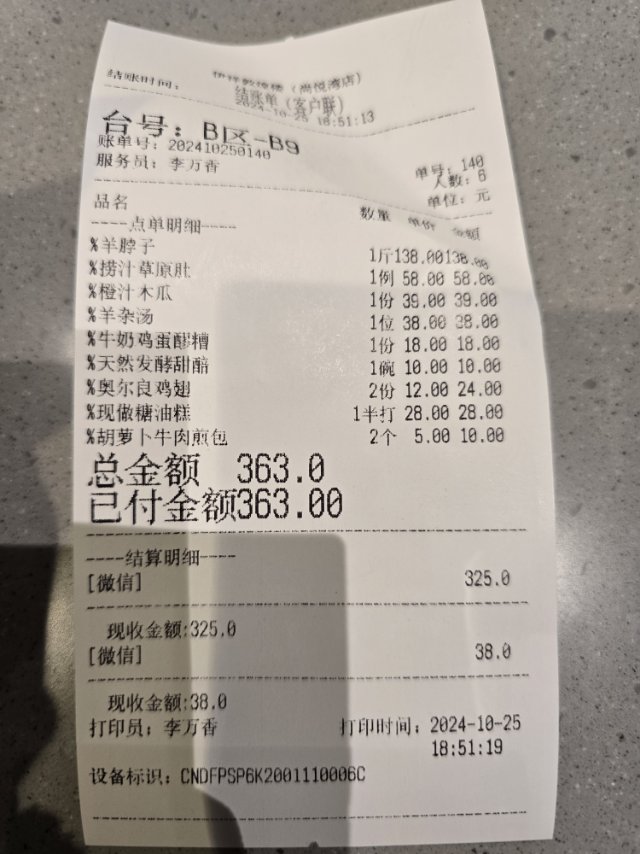 (尚悦湾店)
结账单(客户联)
结账时间: 18:51:13
台号: B区-B9
账单号: 202410250140 单号: 140
服务员: 李万香 人数: 6
单位: 元
品名 数量 单价 金额
----点单明细----
%羊脖子 1斤 138.00 138.00
%捞汁草原肚 1例 58.00 58.00
%橙汁木瓜 1份 39.00 39.00
%羊杂汤 1位 38.00 38.00
%牛奶鸡蛋醪糟 1份 18.00 18.00
%天然发酵甜醅 1碗 10.00 10.00
%奥尔良鸡翅 2份 12.00 24.00
%现做糖油糕 1半打 28.00 28.00
%胡萝卜牛肉煎包 2个 5.00 10.00
总金额 363.0
已付金额363.00
----结算明细----
[微信] 325.0
现收金额:325.0
[微信] 38.0
现收金额:38.0
打印员: 李万香 打印时间: 2024-10-25
18:51:19
设备标识: CNDFPSP6K2001110006C